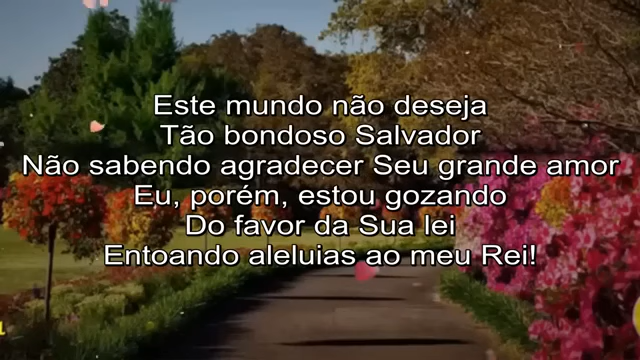 Este mundo não deseja
Tão bondoso Salvador
Não sabendo agradecer Seu grande amor
Eu, porém, estou gozando
Do favor da Sua lei
Entoando aleluias ao meu Rei!